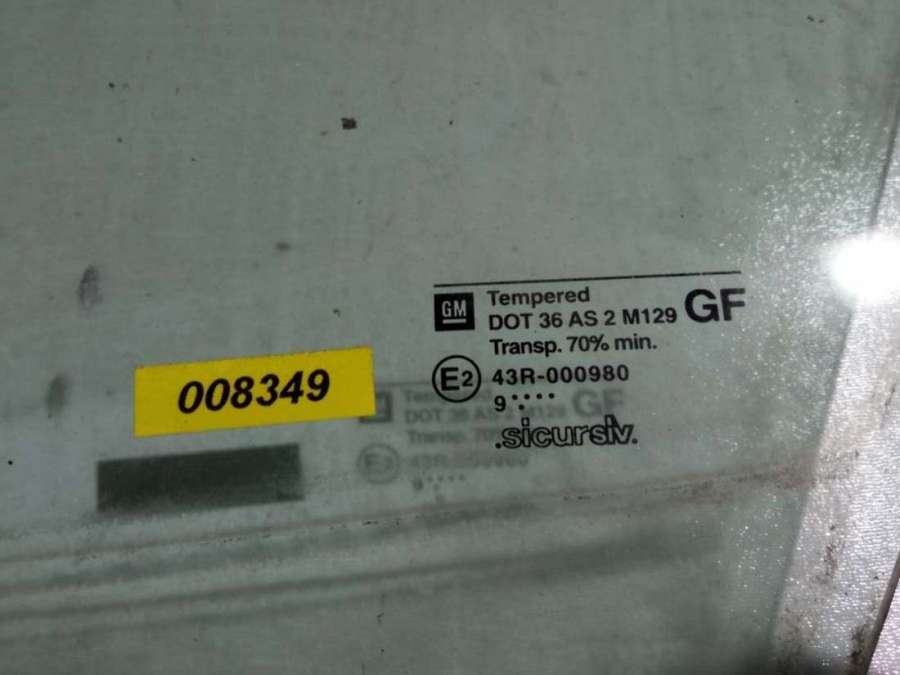 GM Tempered
DOT 36 AS 2 M129 GF
Transp. 70% min.
E2 43R-000980
9 ·····
.sicursiv.
008349